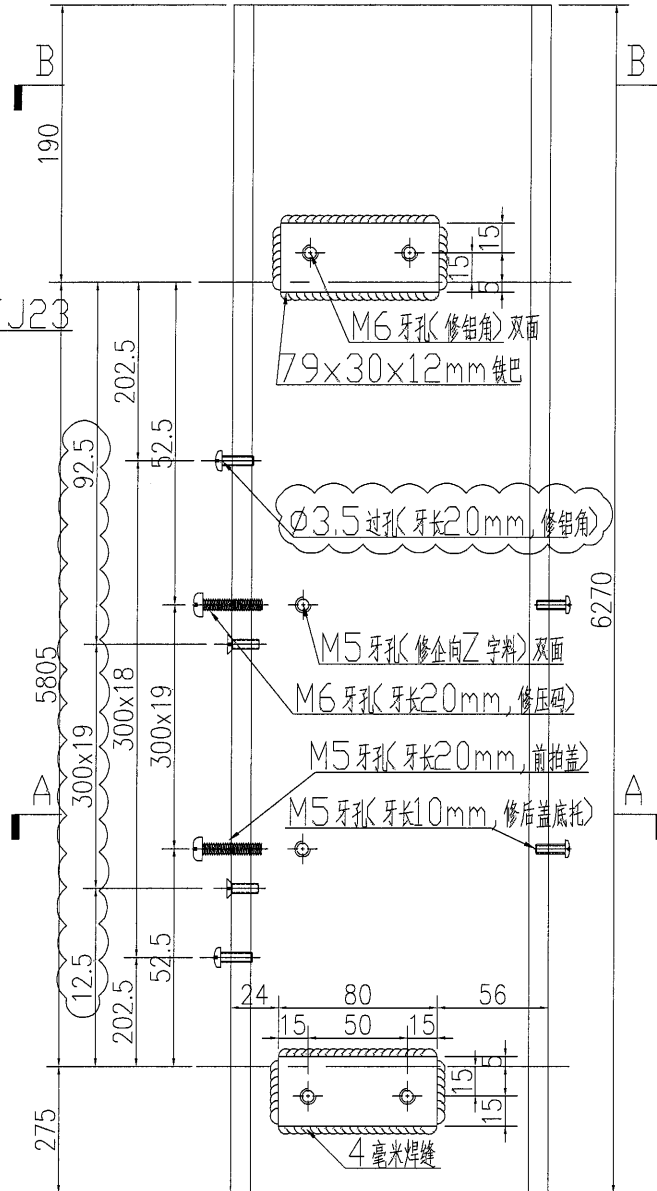 B
B
190
15
15
5
J23
M6 牙孔(修铝角)双面
79x30x12mm 铁巴
202.5
52.5
92.5
Ø3.5 过孔(牙长20mm,修铝角)
6270
5805
300x19
300x18
300x19
M5 牙孔(修企向Z字料)双面
M6 牙孔(牙长20mm,修压码)
M5 牙孔(牙长20mm,前拍盖)
M5 牙孔(牙长10mm,修后盖底托)
A
A
12.5
202.5
52.5
24
80
56
15
50
15
5
15
15
275
4 毫米焊缝